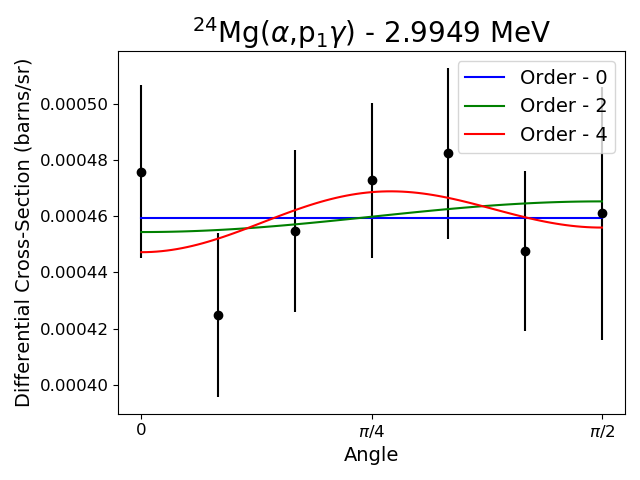 ²⁴Mg(α,p₁γ) - 2.9949 MeV
Differential Cross-Section (barns/sr)
0.00050
0.00048
0.00046
0.00044
0.00042
0.00040
Order - 0
Order - 2
Order - 4
0
π/4
π/2
Angle